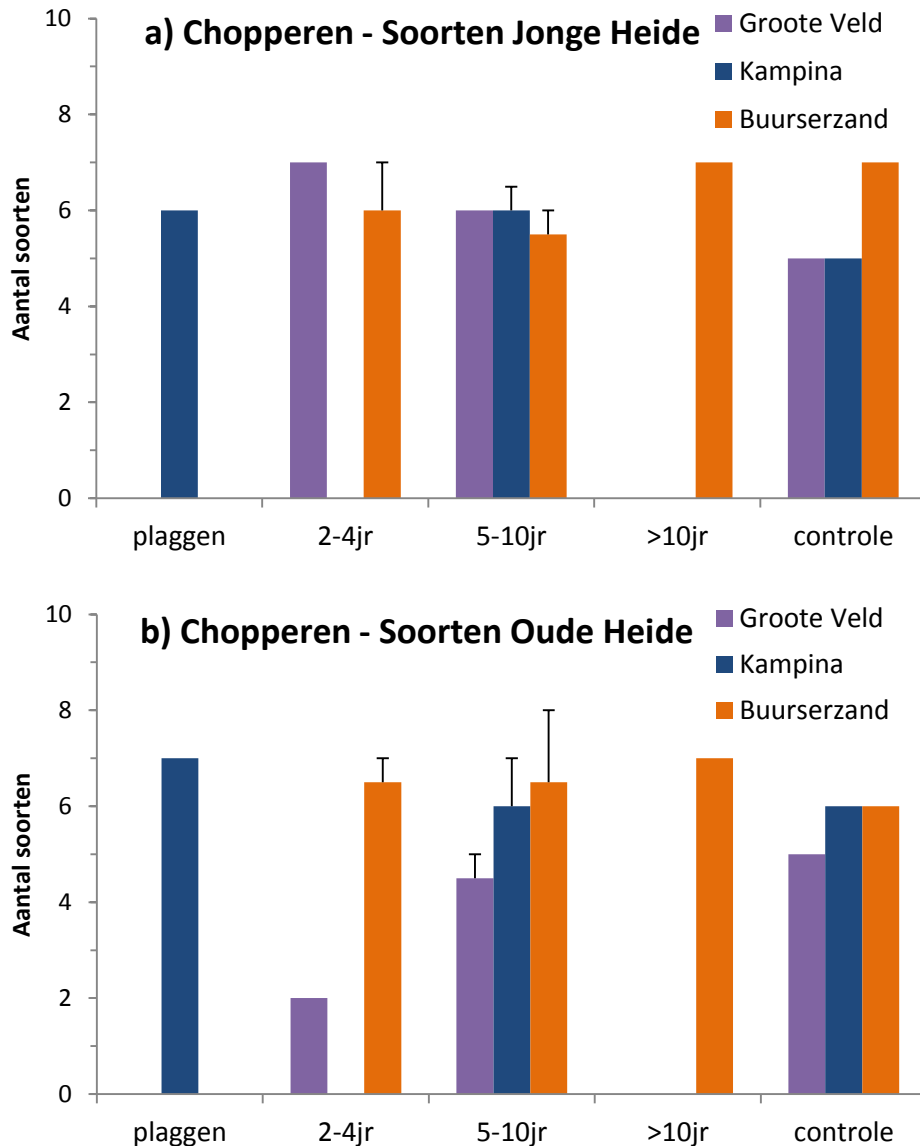 a) Chopperen - Soorten Jonge Heide
Groote Veld
Kampina
Buurserzand
Aantal soorten
10
8
6
4
2
0
plaggen 2-4jr 5-10jr >10jr controle
b) Chopperen - Soorten Oude Heide
Groote Veld
Kampina
Buurserzand
Aantal soorten
10
8
6
4
2
0
plaggen 2-4jr 5-10jr >10jr controle